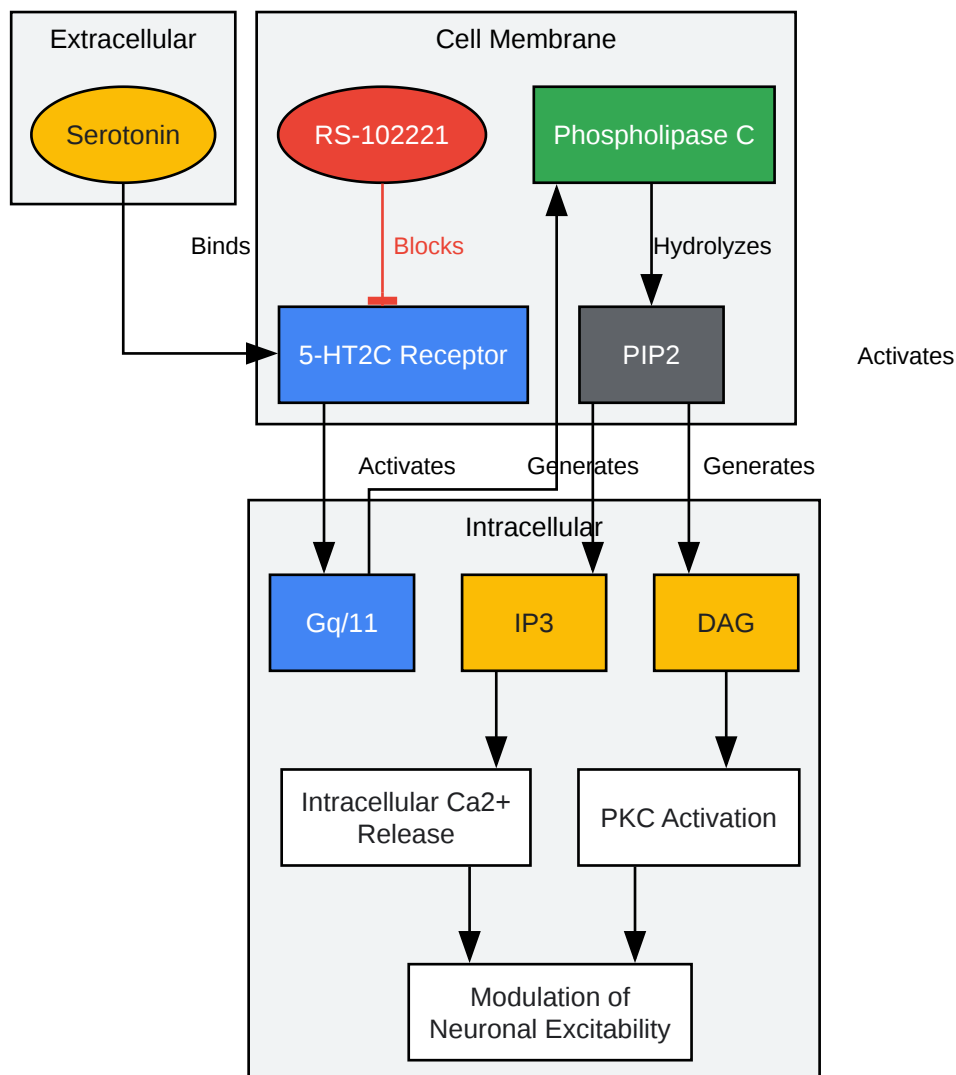 Extracellular
Cell Membrane
Serotonin
RS-102221
Phospholipase C
Binds
Blocks
Hydrolyzes
5-HT2C Receptor
PIP2
Activates
Activates
Generates
Generates
Intracellular
Gq/11
IP3
DAG
Intracellular Ca2+
Release
PKC Activation
Modulation of
Neuronal Excitability